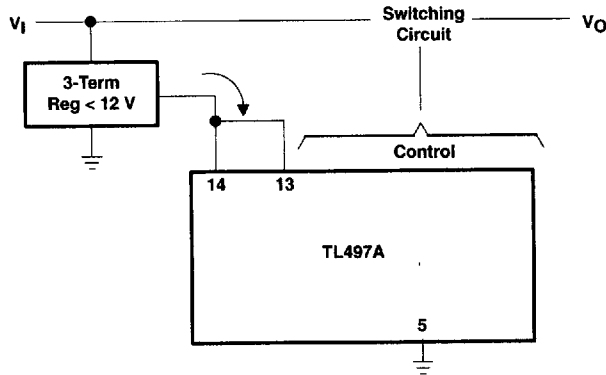 VI
Switching
Circuit
VO
3-Term
Reg < 12 V
Control
14
13
TL497A
5